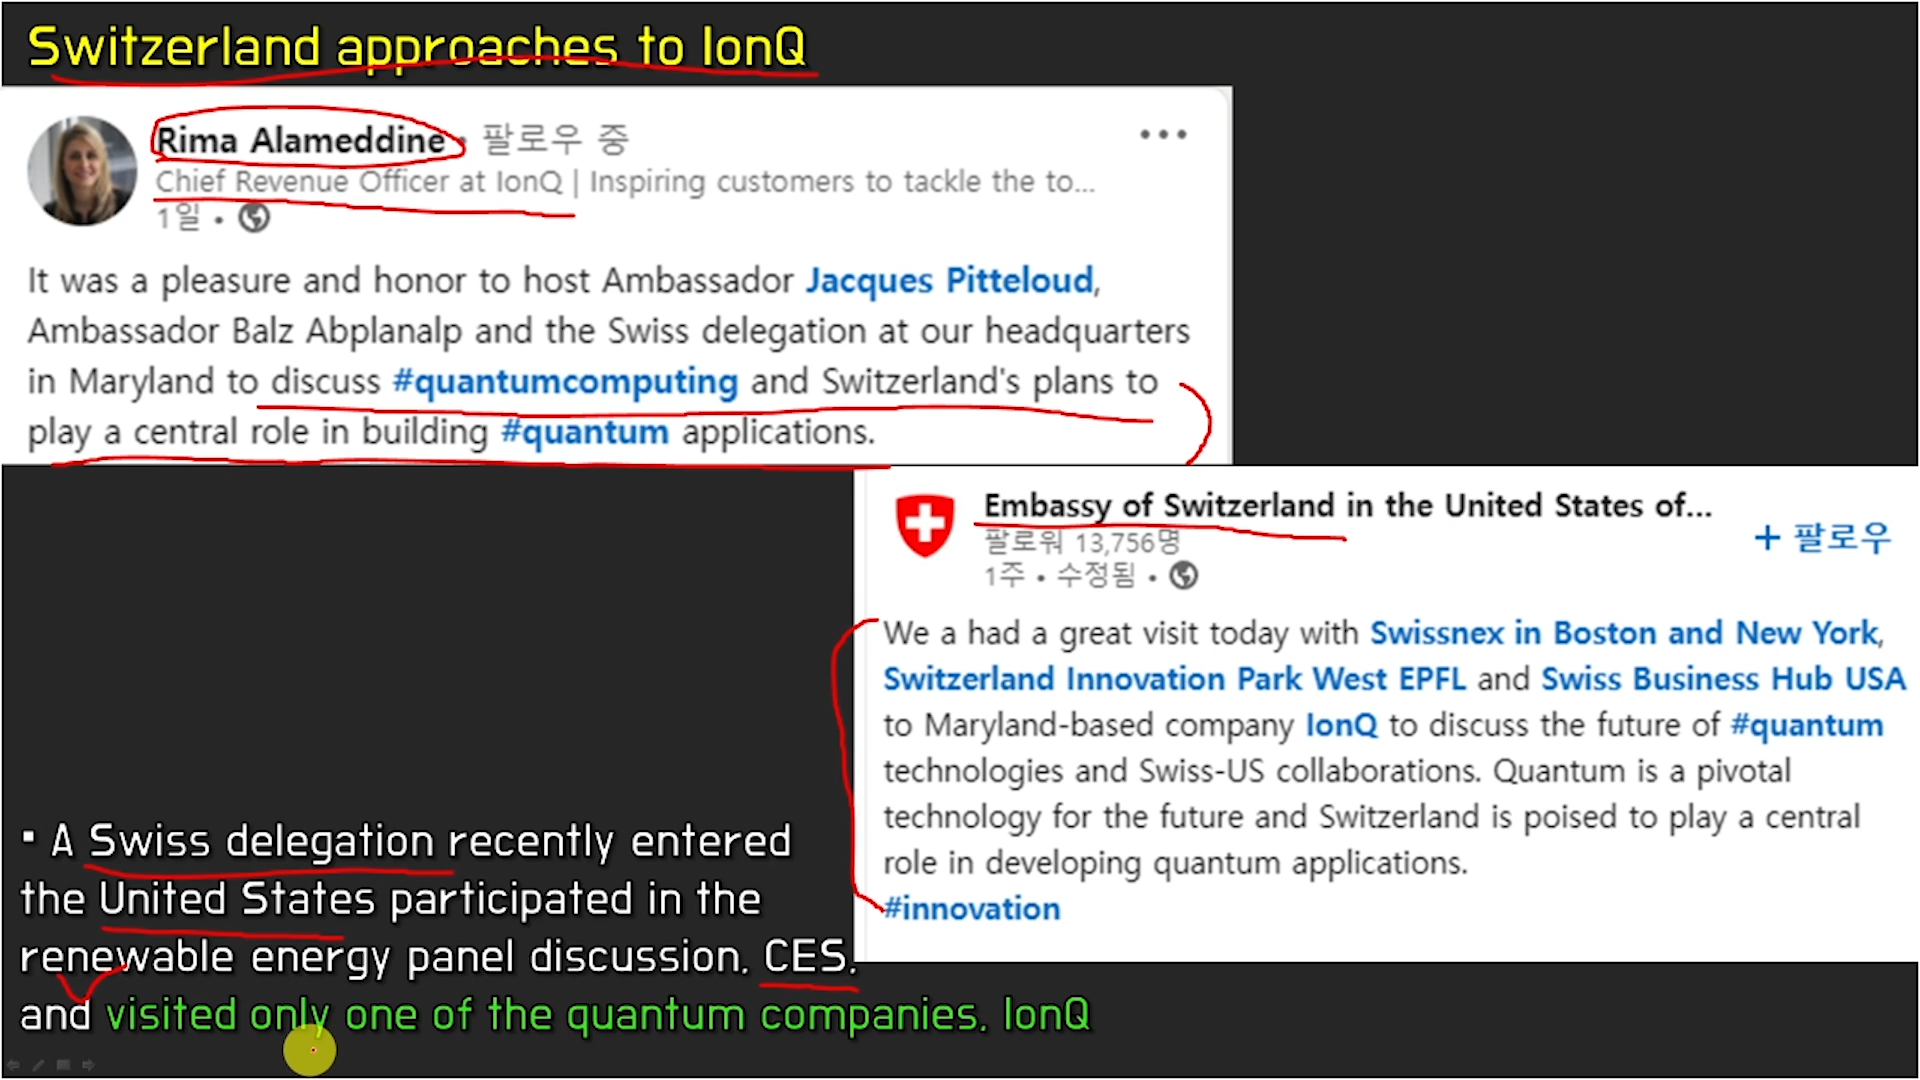 Switzerland approaches to IonQ
Rima Alameddine • 팔로우 중
Chief Revenue Officer at IonQ | Inspiring customers to tackle the to...
1일 •
It was a pleasure and honor to host Ambassador Jacques Pitteloud,
Ambassador Balz Abplanalp and the Swiss delegation at our headquarters
in Maryland to discuss #quantumcomputing and Switzerland's plans to
play a central role in building #quantum applications.
Embassy of Switzerland in the United States of...
팔로워 13,756명
+ 팔로우
1주 • 수정됨 •
We a had a great visit today with Swissnex in Boston and New York,
Switzerland Innovation Park West EPFL and Swiss Business Hub USA
to Maryland-based company IonQ to discuss the future of #quantum
technologies and Swiss-US collaborations. Quantum is a pivotal
technology for the future and Switzerland is poised to play a central
role in developing quantum applications.
#innovation
▪ A Swiss delegation recently entered
the United States participated in the
renewable energy panel discussion, CES,
and visited only one of the quantum companies, IonQ